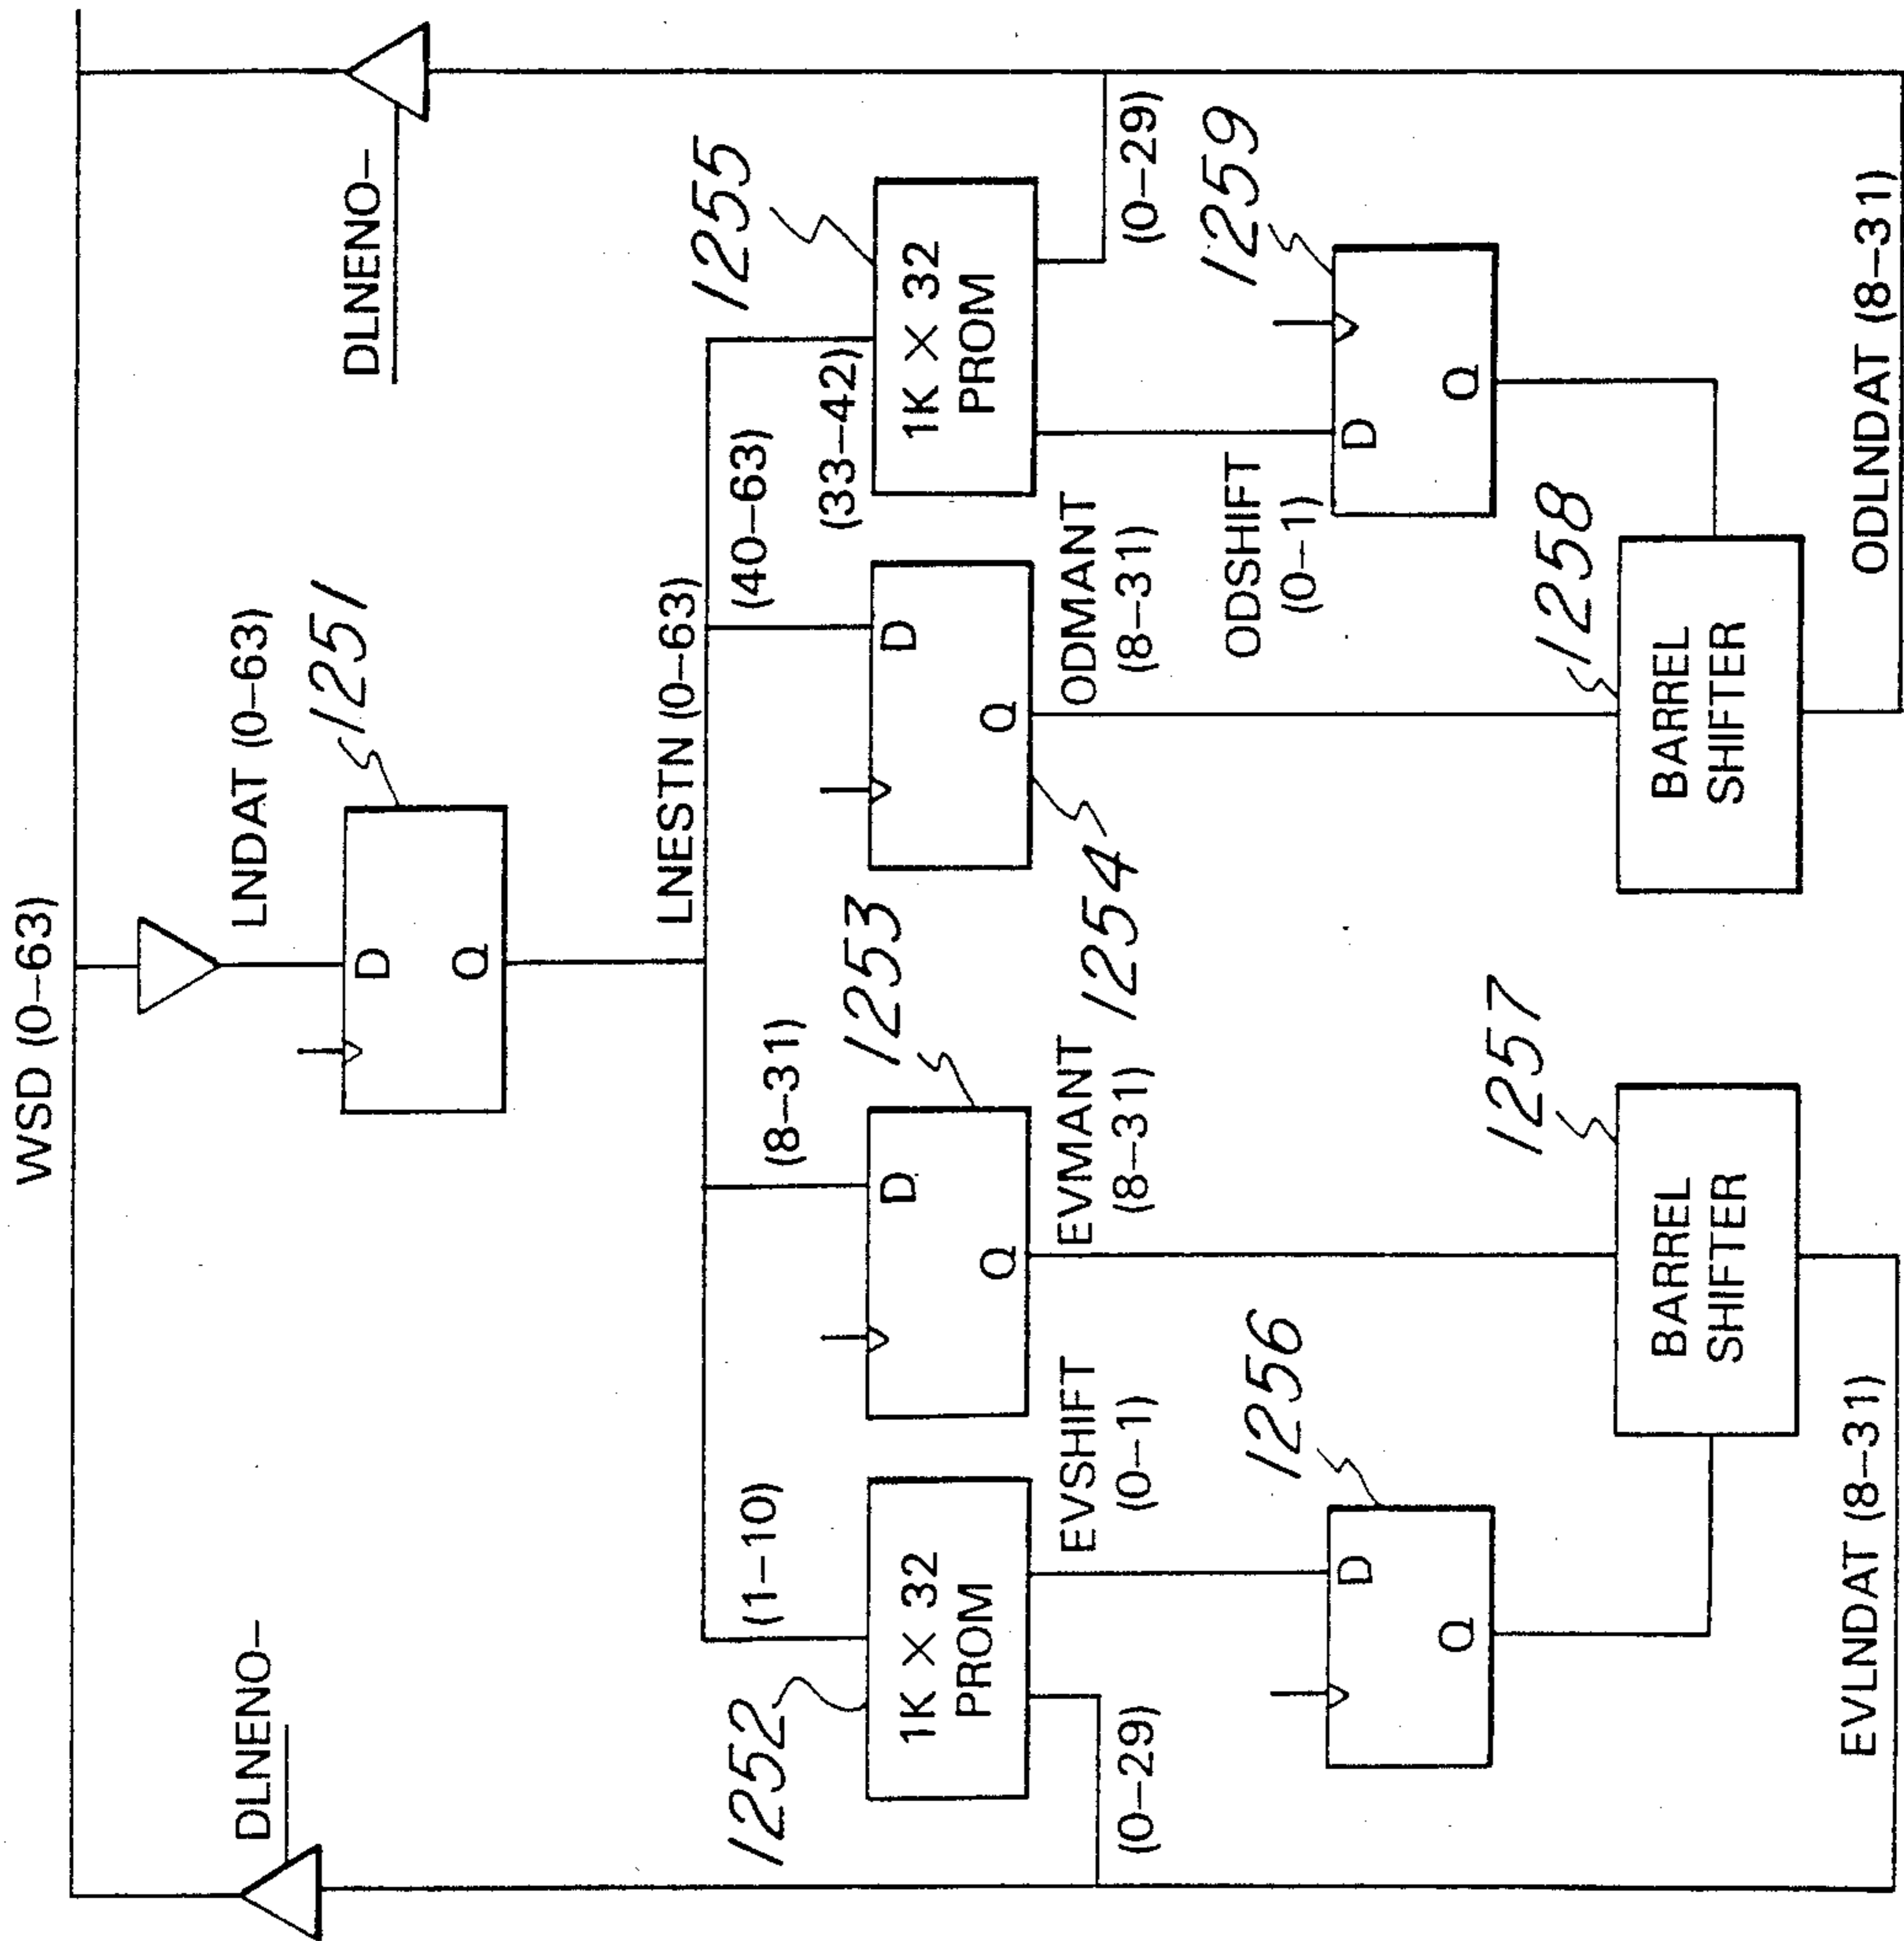 WSD (0–63)
DLNENO–
DLNENO–
LNDAT (0–63)
1251
LNESTN (0–63)
(1–10)
(8–31)
(40–63)
(33–42)
1252
1K × 32
PROM
D
Q
1253
D
Q
1254
D
Q
1K × 32
PROM
1255
(0–29)
EVSHIFT
(0–1)
EVMANT
(8–31)
ODMANT
(8–31)
ODSHIFT
(0–1)
(0–29)
D
Q
1256
D
Q
1259
BARREL
SHIFTER
1257
BARREL
SHIFTER
1258
EVLNDAT (8–31)
ODLNDAT (8–31)